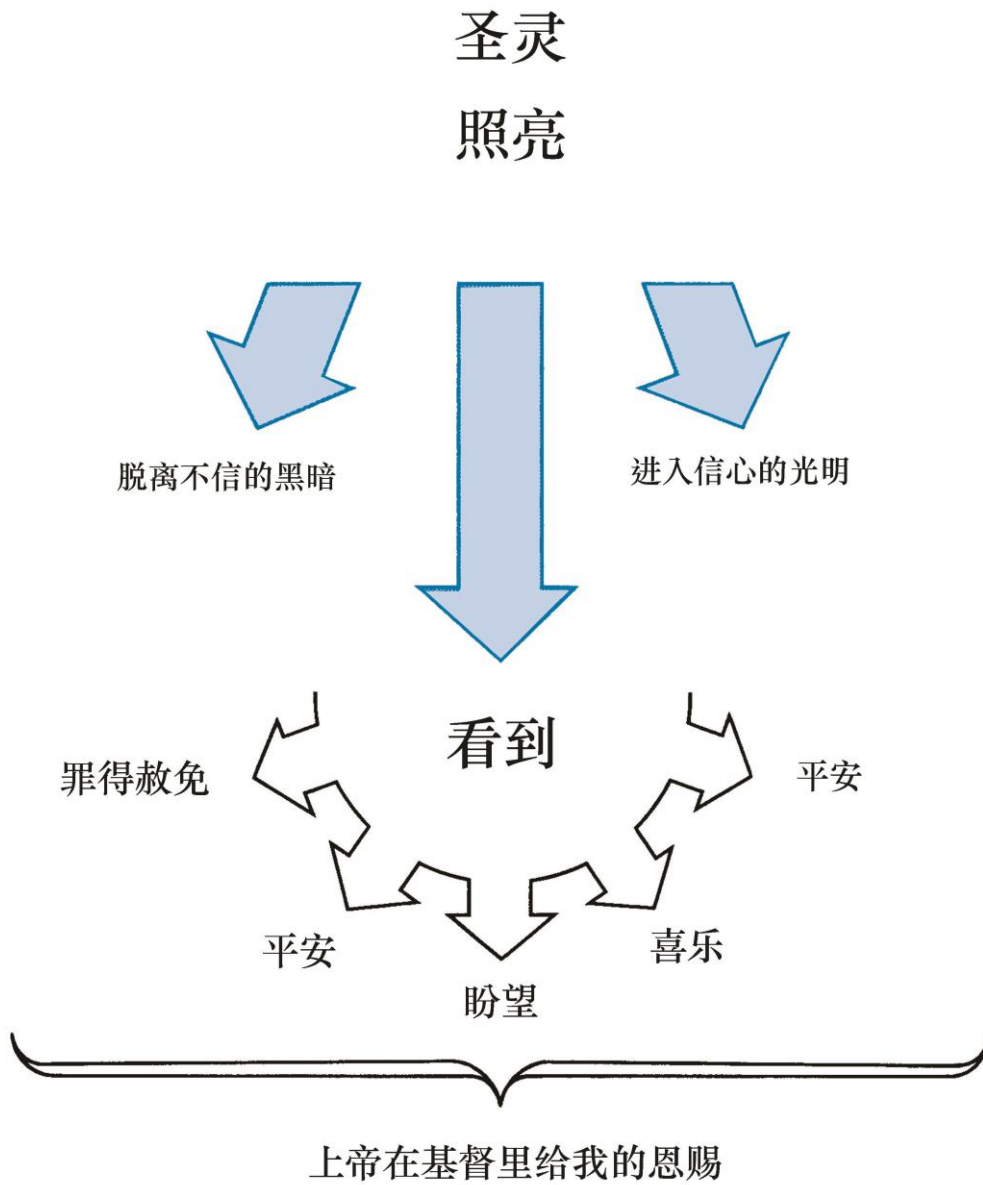 圣灵
照亮
脱离不信的黑暗
进入信心的光明
看到
罪得赦免
平安
平安
喜乐
盼望
上帝在基督里给我的恩赐